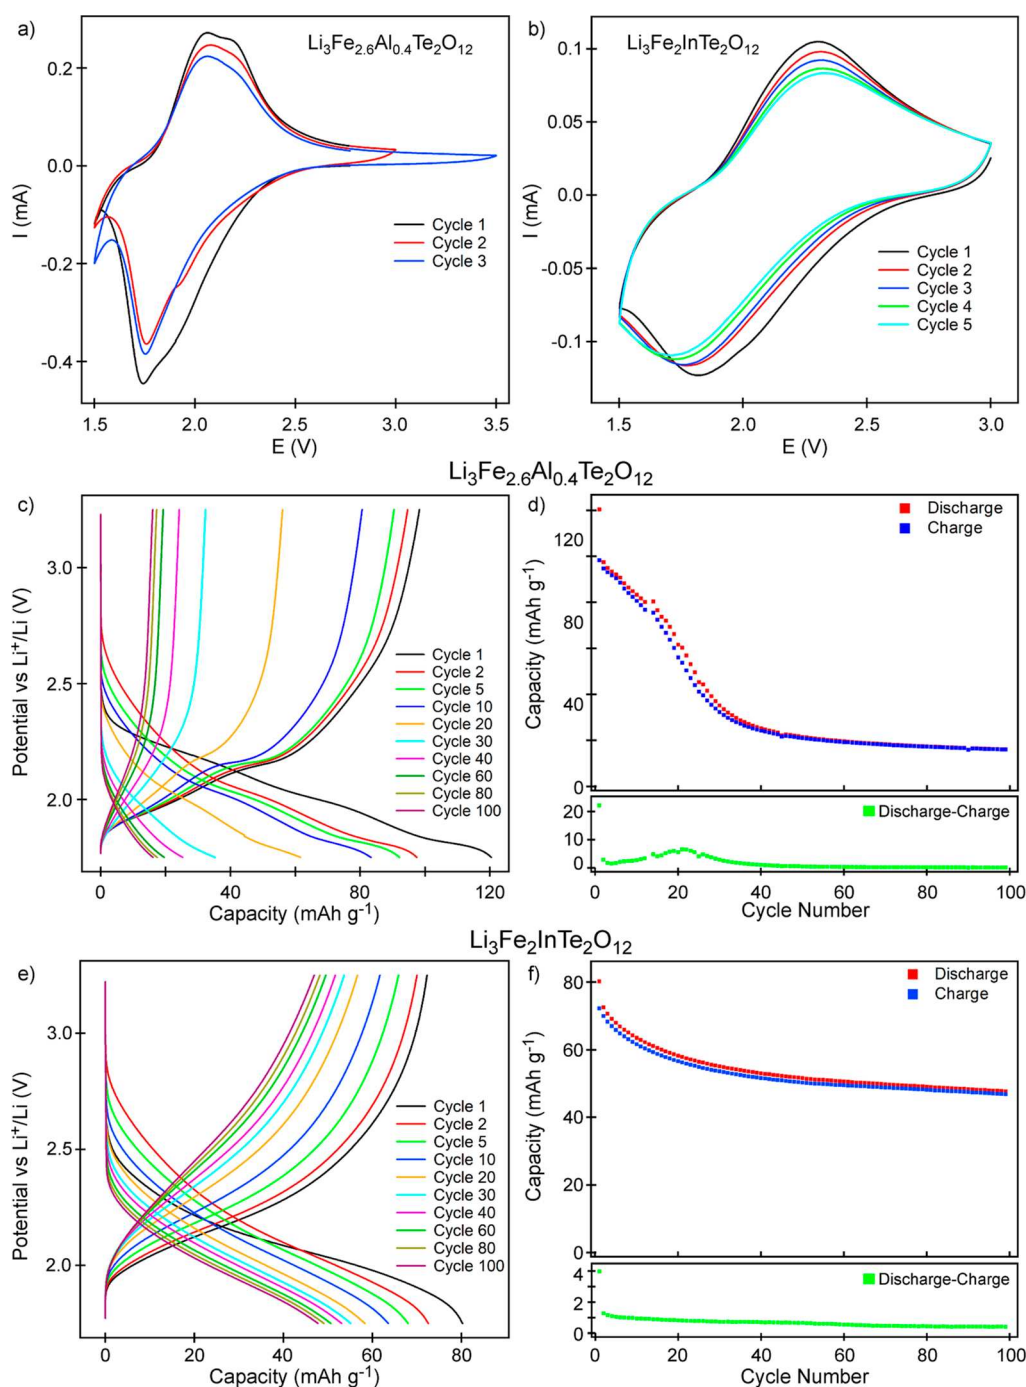 a)
Li3Fe2.6Al0.4Te2O12
0.2
0.0
-0.2
-0.4
I (mA)
Cycle 1
Cycle 2
Cycle 3
1.5 2.0 2.5 3.0 3.5
E (V)
b)
Li3Fe2InTe2O12
0.1
0.05
0.0
-0.05
-0.1
I (mA)
Cycle 1
Cycle 2
Cycle 3
Cycle 4
Cycle 5
1.5 2.0 2.5 3.0
E (V)
Li3Fe2.6Al0.4Te2O12
c)
3.0
2.5
2.0
Potential vs Li+/Li (V)
Cycle 1
Cycle 2
Cycle 5
Cycle 10
Cycle 20
Cycle 30
Cycle 40
Cycle 60
Cycle 80
Cycle 100
0 40 60 80 100 120
Capacity (mAh g-1)
d)
Discharge
Charge
120
80
40
0
Capacity (mAh g-1)
Discharge-Charge
20
10
0
0 20 40 60 80 100
Cycle Number
Li3Fe2InTe2O12
e)
3.0
2.5
2.0
Potential vs Li+/Li (V)
Cycle 1
Cycle 2
Cycle 5
Cycle 10
Cycle 20
Cycle 30
Cycle 40
Cycle 60
Cycle 80
Cycle 100
0 20 40 60 80
Capacity (mAh g-1)
f)
Discharge
Charge
80
60
40
20
0
Capacity (mAh g-1)
Discharge-Charge
4
2
1
0
0 20 40 60 80 100
Cycle Number